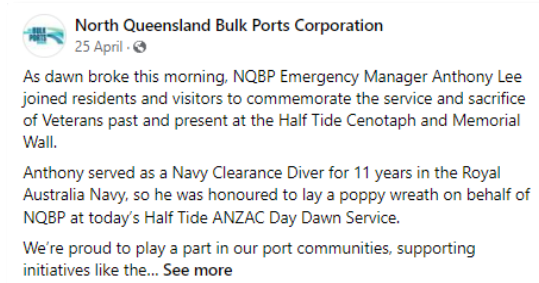 BULK
PORTS
North Queensland Bulk Ports Corporation
25 April ·
As dawn broke this morning, NQBP Emergency Manager Anthony Lee
joined residents and visitors to commemorate the service and sacrifice
of Veterans past and present at the Half Tide Cenotaph and Memorial
Wall.
Anthony served as a Navy Clearance Diver for 11 years in the Royal
Australia Navy, so he was honoured to lay a poppy wreath on behalf of
NQBP at today’s Half Tide ANZAC Day Dawn Service.
We’re proud to play a part in our port communities, supporting
initiatives like the... See more